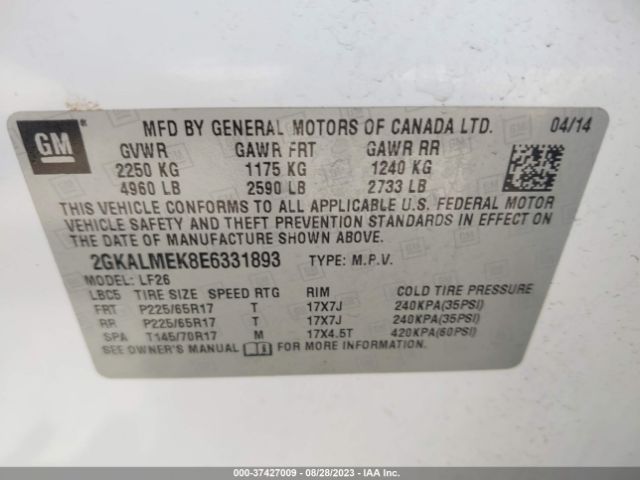 GM ®
MFD BY GENERAL MOTORS OF CANADA LTD. 04/14
GVWR GAWR FRT GAWR RR
2250 KG 1175 KG 1240 KG
4960 LB 2590 LB 2733 LB
THIS VEHICLE CONFORMS TO ALL APPLICABLE U.S. FEDERAL MOTOR
VEHICLE SAFETY AND THEFT PREVENTION STANDARDS IN EFFECT ON
THE DATE OF MANUFACTURE SHOWN ABOVE.
2GKALMEK8E6331893 TYPE: M.P.V.
MODEL: LF26
LBC5 TIRE SIZE SPEED RTG RIM COLD TIRE PRESSURE
FRT P225/65R17 T 17X7J 240KPA(35PSI)
RR P225/65R17 T 17X7J 240KPA(35PSI)
SPA T145/70R17 M 17X4.5T 420KPA(60PSI)
SEE OWNER'S MANUAL i FOR MORE INFORMATION.
000-37427009 - 08/28/2023 - IAA Inc.